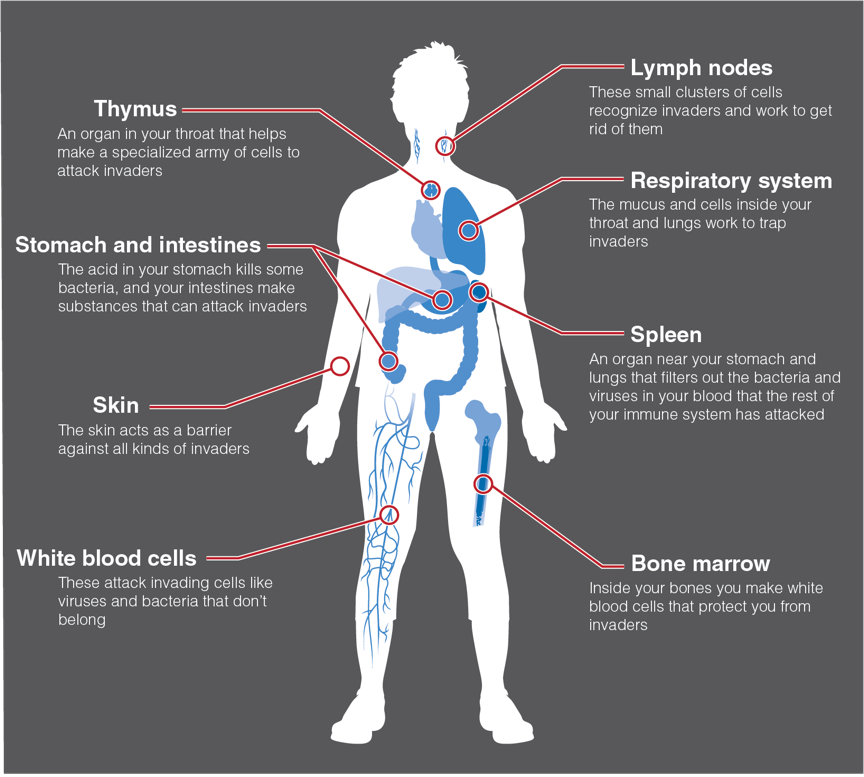 Thymus
An organ in your throat that helps
make a specialized army of cells to
attack invaders
Stomach and intestines
The acid in your stomach kills some
bacteria, and your intestines make
substances that can attack invaders
Skin
The skin acts as a barrier
against all kinds of invaders
White blood cells
These attack invading cells like
viruses and bacteria that don't
belong
Lymph nodes
These small clusters of cells
recognize invaders and work to get
rid of them
Respiratory system
The mucus and cells inside your
throat and lungs work to trap
invaders
Spleen
An organ near your stomach and
lungs that filters out the bacteria and
viruses in your blood that the rest of
your immune system has attacked
Bone marrow
Inside your bones you make white
blood cells that protect you from
invaders